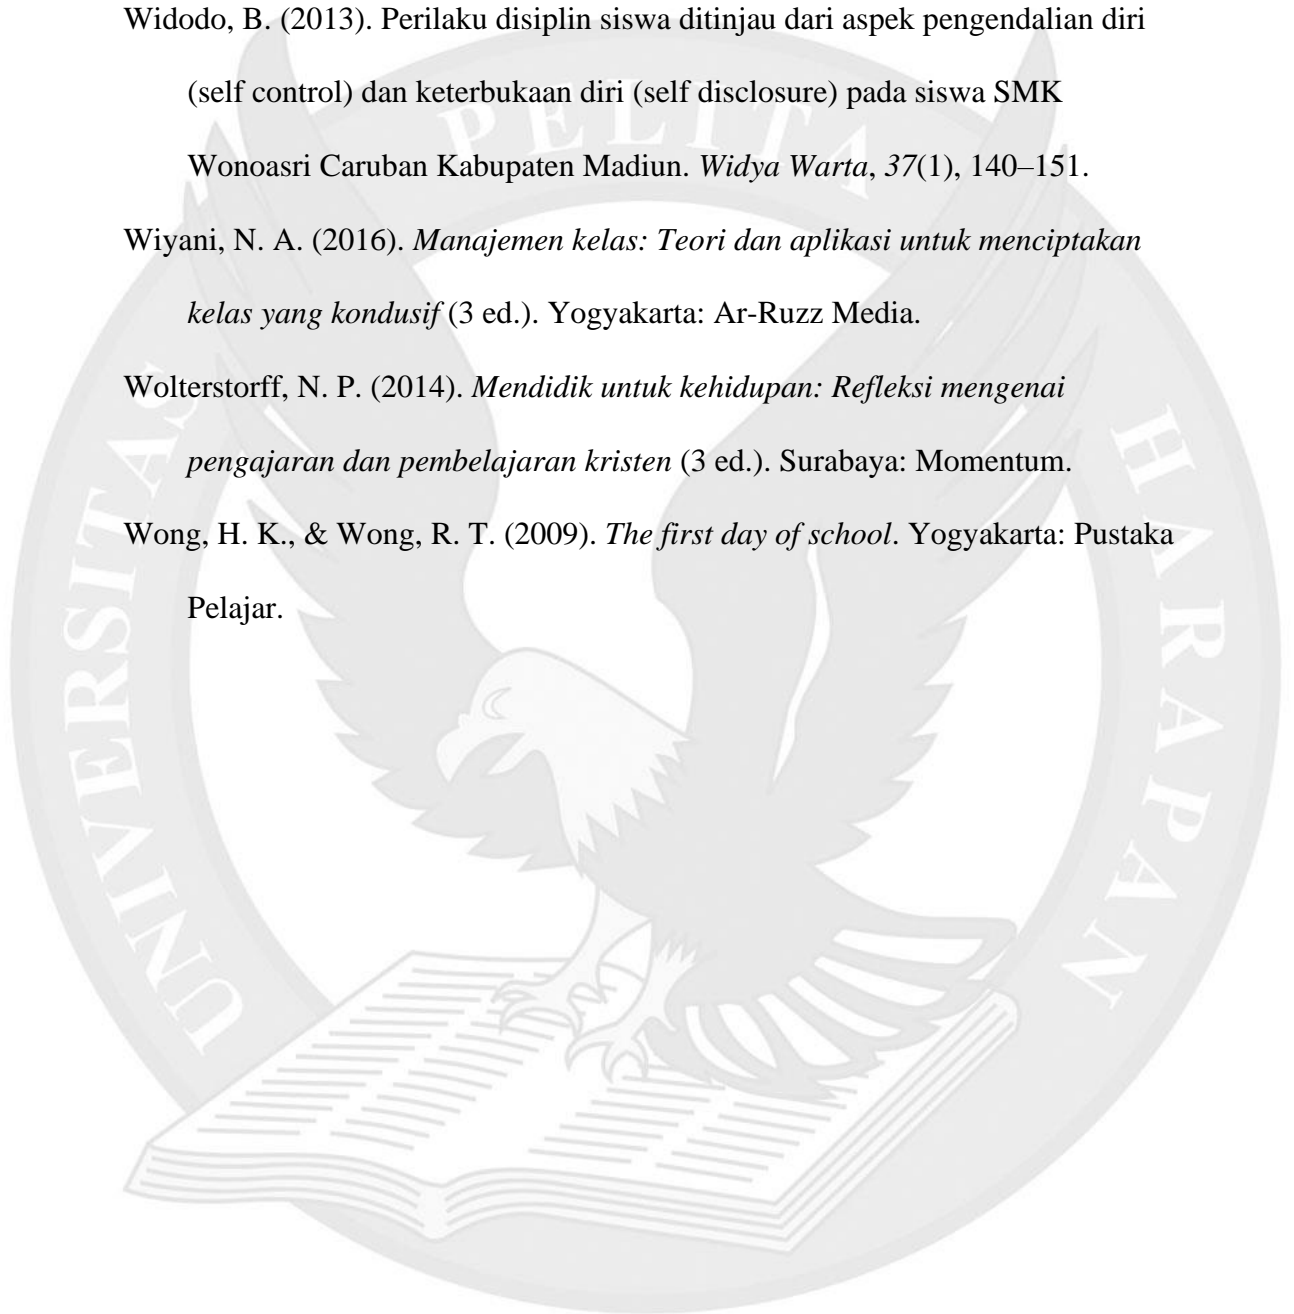 Widodo, B. (2013). Perilaku disiplin siswa ditinjau dari aspek pengendalian diri
(self control) dan keterbukaan diri (self disclosure) pada siswa SMK
Wonoasri Caruban Kabupaten Madiun. Widya Warta, 37(1), 140–151.
Wiyani, N. A. (2016). Manajemen kelas: Teori dan aplikasi untuk menciptakan
kelas yang kondusif (3 ed.). Yogyakarta: Ar-Ruzz Media.
Wolterstorff, N. P. (2014). Mendidik untuk kehidupan: Refleksi mengenai
pengajaran dan pembelajaran kristen (3 ed.). Surabaya: Momentum.
Wong, H. K., & Wong, R. T. (2009). The first day of school. Yogyakarta: Pustaka
Pelajar.
UNIVERSITAS PELITA HARAPAN